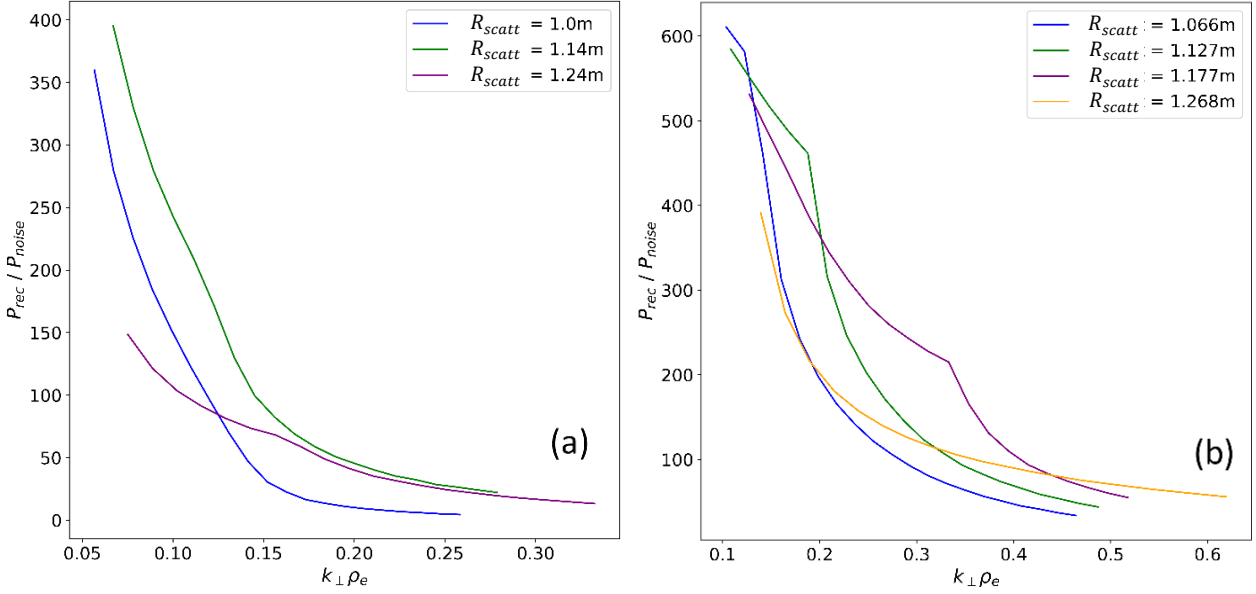 400
350
300
250
200
150
100
50
0
P_rec / P_noise
0.05 0.10 0.15 0.20 0.25 0.30
k_⊥ρ_e
R_scatt = 1.0m
R_scatt = 1.14m
R_scatt = 1.24m
(a)
600
500
400
300
200
100
P_rec / P_noise
0.1 0.2 0.3 0.4 0.5 0.6
k_⊥ρ_e
R_scatt := 1.066m
R_scatt := 1.127m
R_scatt := 1.177m
R_scatt := 1.268m
(b)